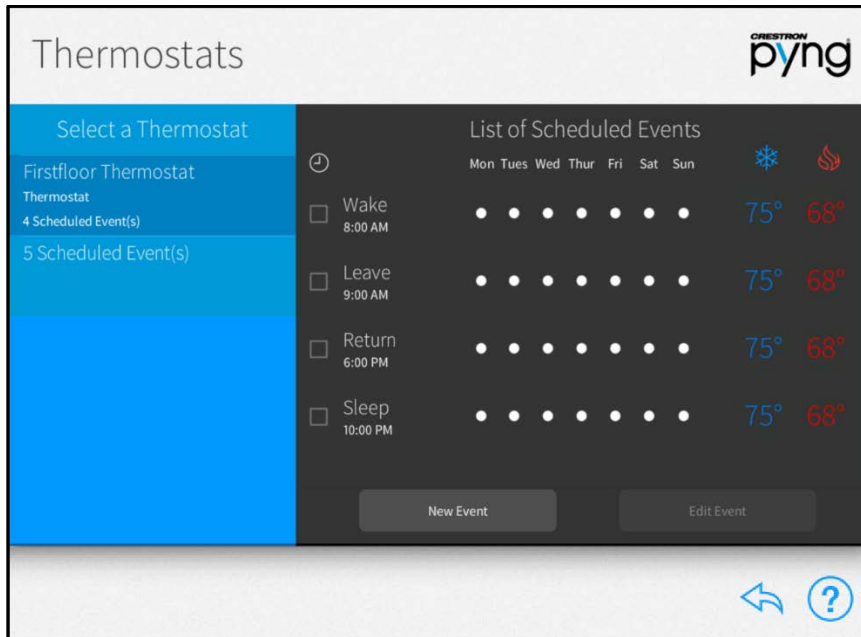 Thermostats
CRESTRON
pyng
Select a Thermostat
Firstfloor Thermostat
Thermostat
4 Scheduled Event(s)
5 Scheduled Event(s)
List of Scheduled Events
Mon Tues Wed Thur Fri Sat Sun
Wake 75° 68°
8:00 AM
Leave 75° 68°
9:00 AM
Return 75° 68°
6:00 PM
Sleep 75° 68°
10:00 PM
New Event Edit Event
?